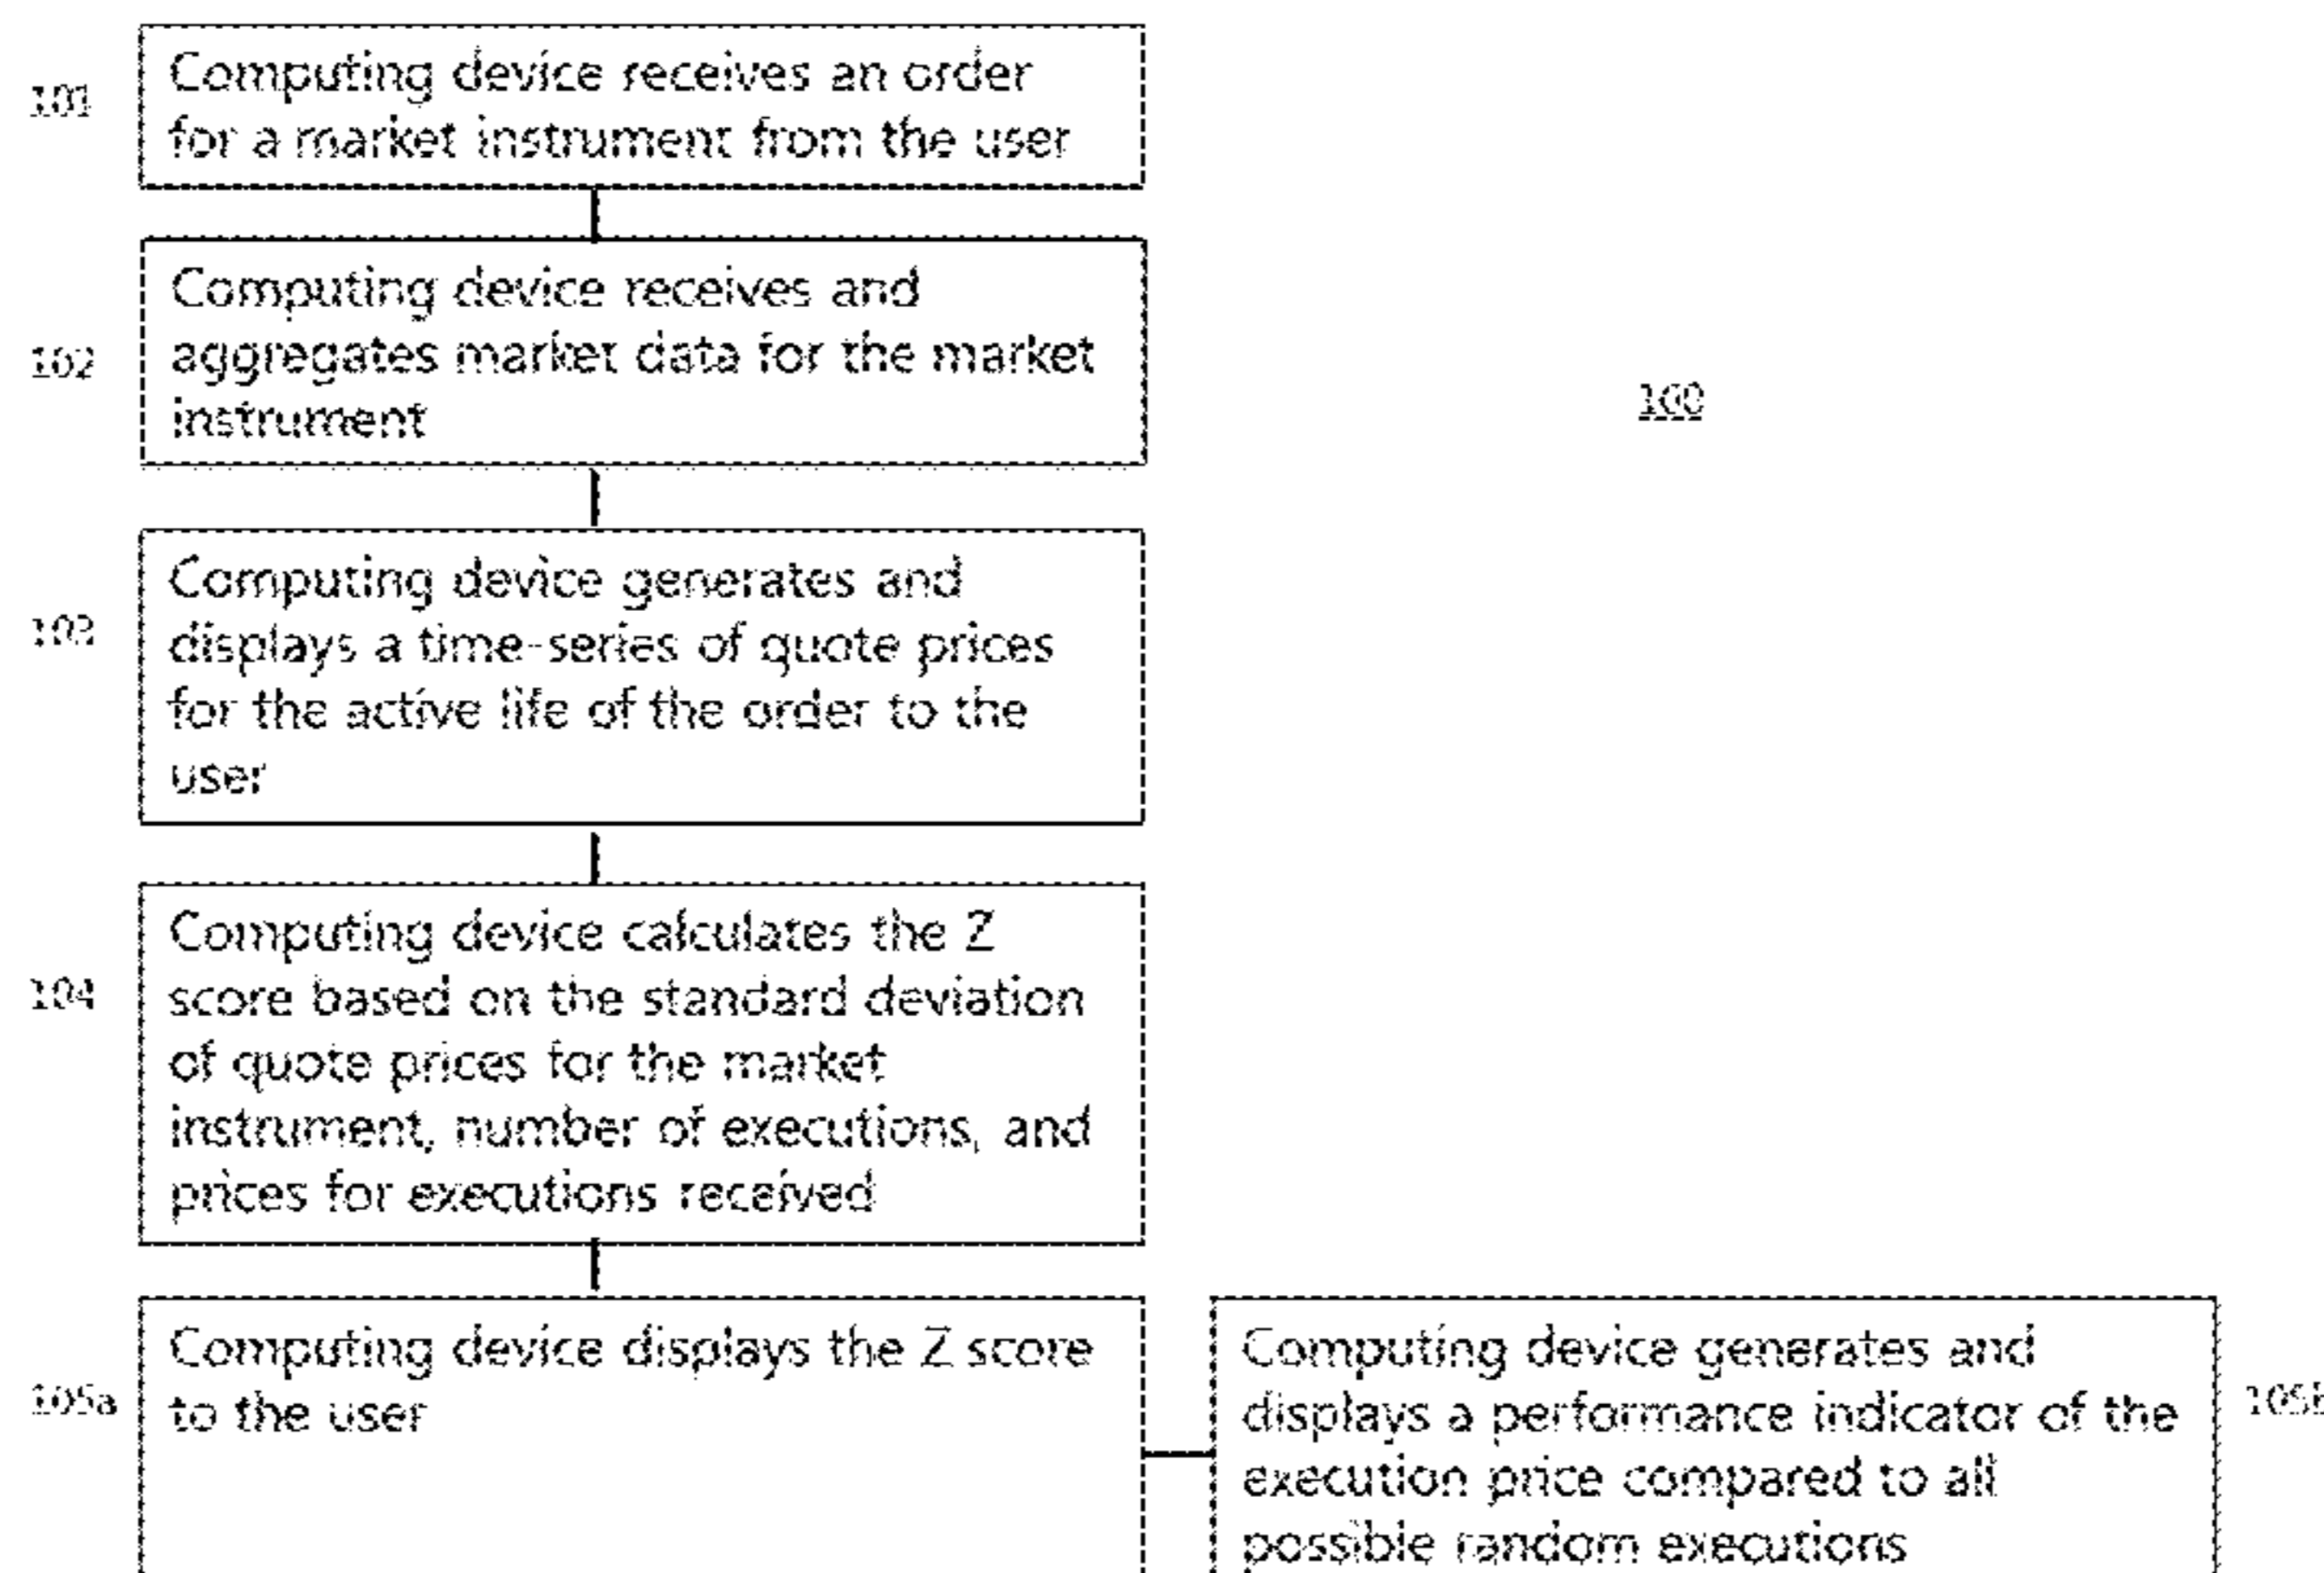 101
Computing device receives an order
for a market instrument from the user
102
Computing device receives and
aggregates market data for the market
instrument
100
103
Computing device generates and
displays a time-series of quote prices
for the active life of the order to the
user
104
Computing device calculates the Z
score based on the standard deviation
of quote prices for the market
instrument, number of executions, and
prices for executions received
105a
Computing device displays the Z score
to the user
Computing device generates and
displays a performance indicator of the
execution price compared to all
possible random executions
105b